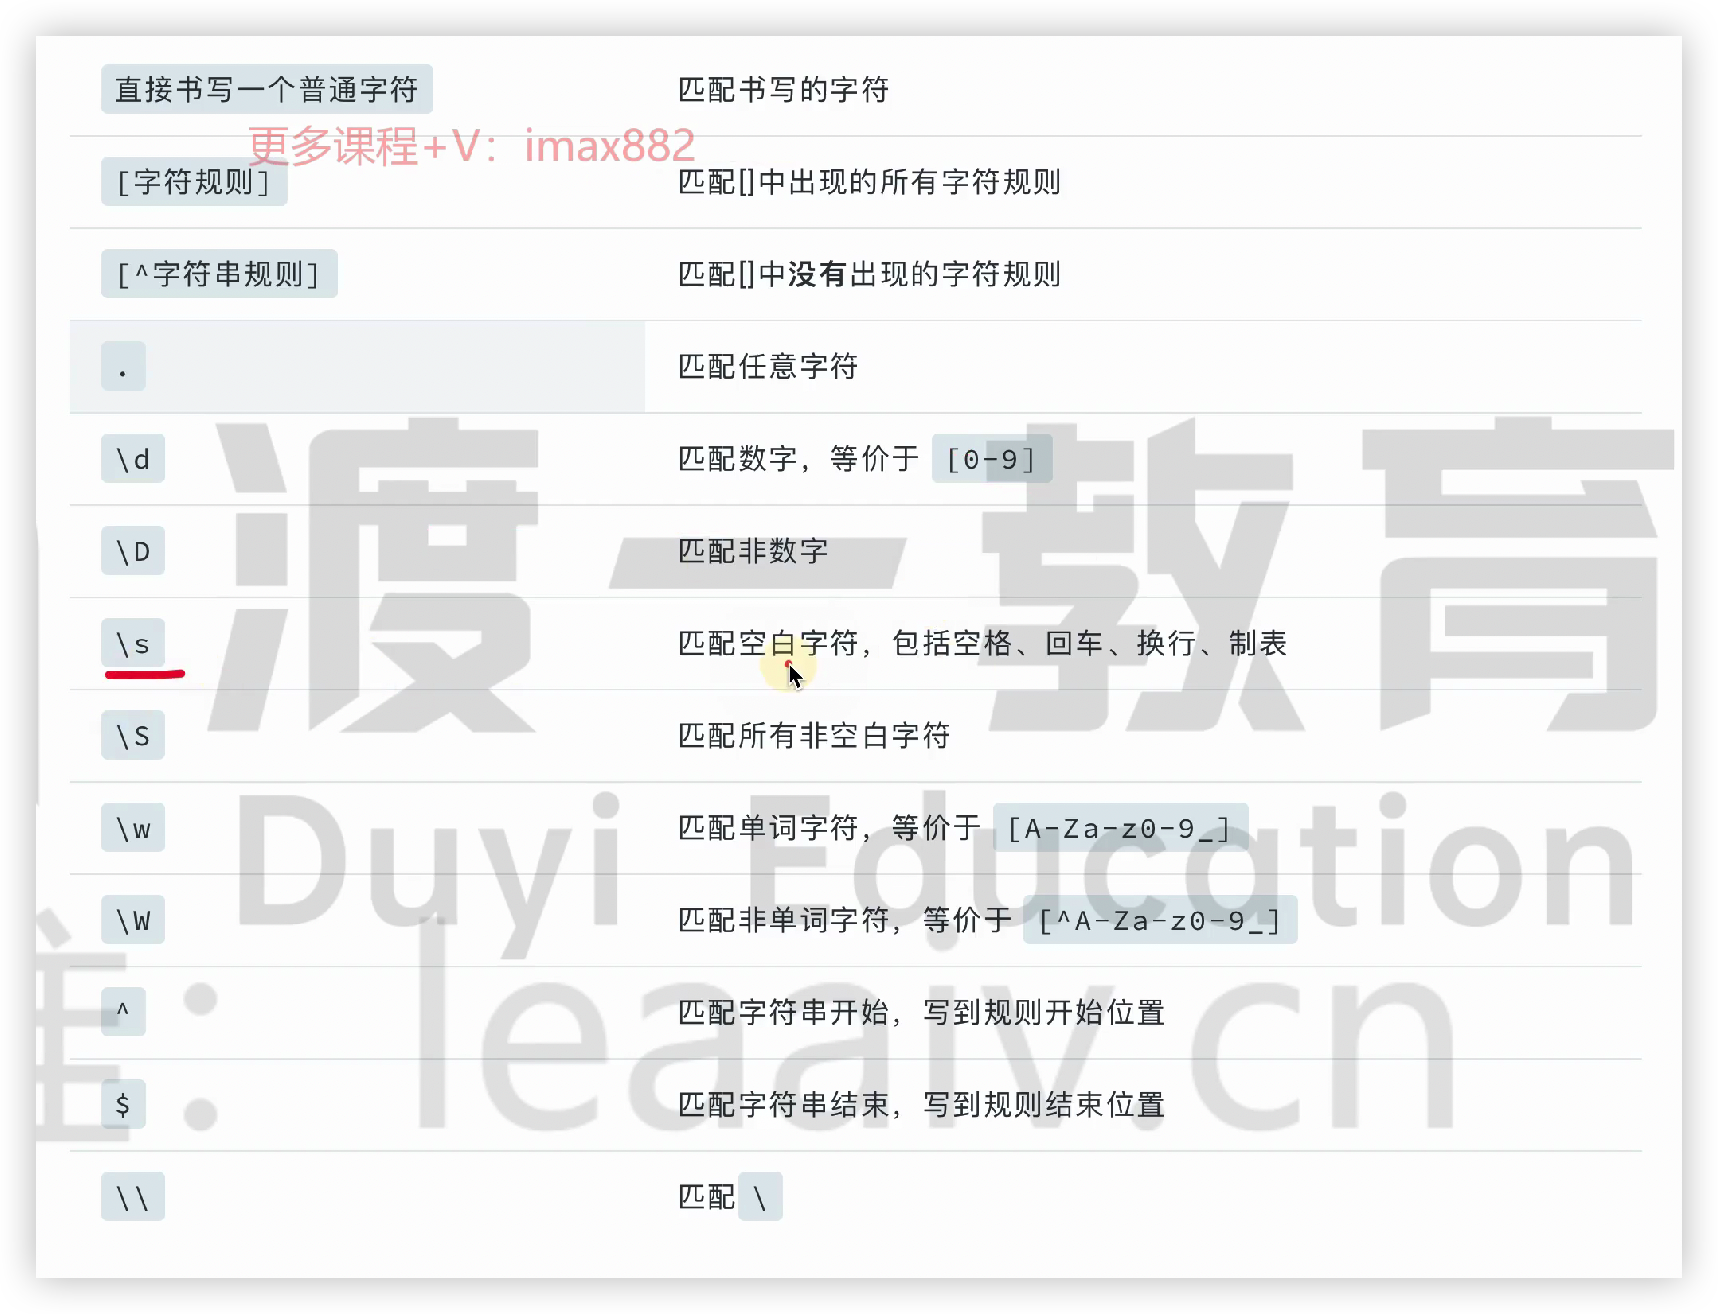 直接书写一个普通字符 匹配书写的字符
更多课程+V：imax882
[字符规则] 匹配[]中出现的所有字符规则
[^字符串规则] 匹配[]中没有出现的字符规则
. 匹配任意字符
\d 匹配数字，等价于 [0-9]
渡一教育
\D 匹配非数字
\s 匹配空白字符，包括空格、回车、换行、制表
\S 匹配所有非空白字符
\w 匹配单词字符，等价于 [A-Za-z0-9_]
Duyi Education
\W 匹配非单词字符，等价于 [^A-Za-z0-9_]
^ 匹配字符串开始，写到规则开始位置
: leaaiv.cn
$ 匹配字符串结束，写到规则结束位置
\\ 匹配 \